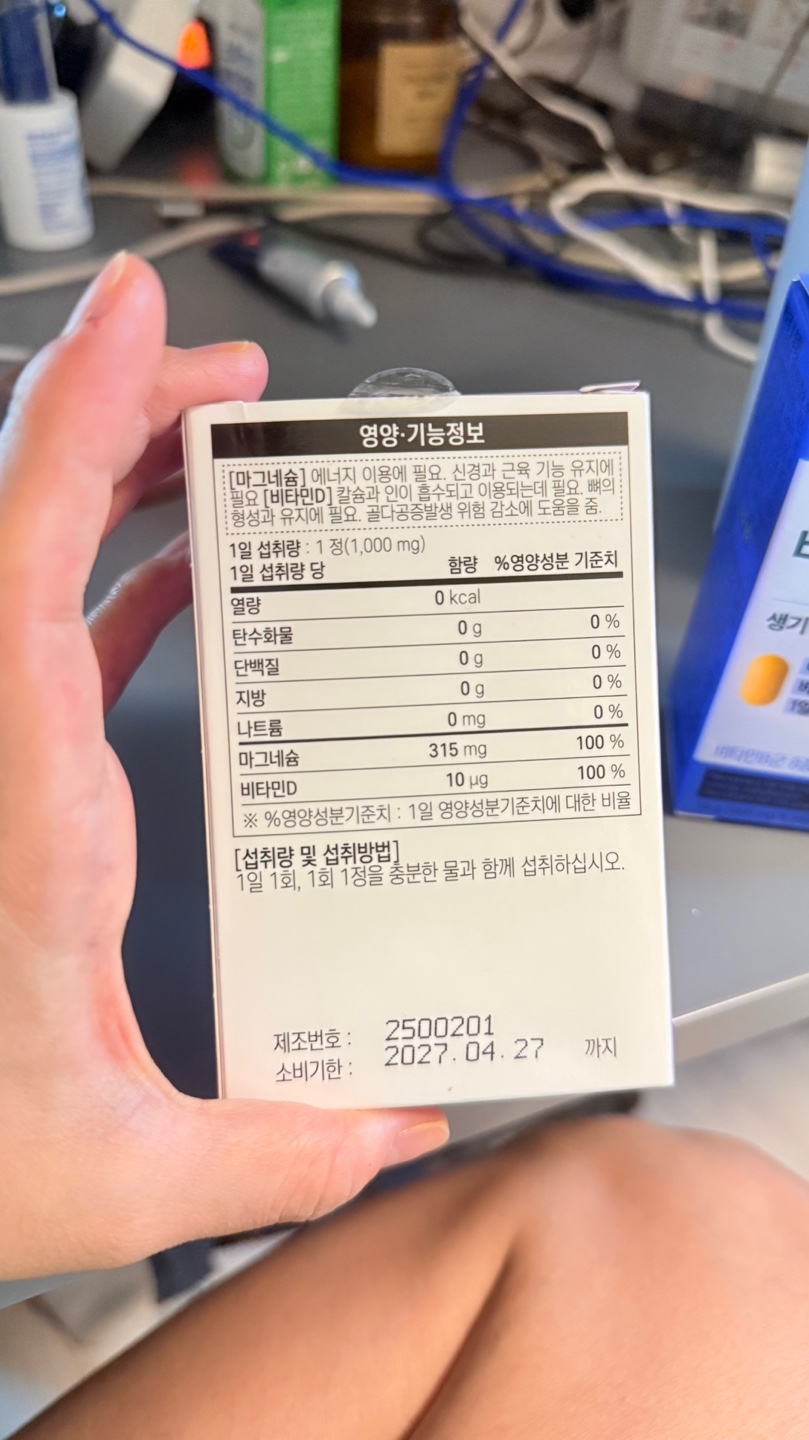 영양·기능정보
[마그네슘] 에너지 이용에 필요. 신경과 근육 기능 유지에
필요 [비타민D] 칼슘과 인이 흡수되고 이용되는데 필요. 뼈의
형성과 유지에 필요. 골다공증발생 위험 감소에 도움을 줌.
1일 섭취량 : 1 정(1,000 mg)
1일 섭취량 당 함량 %영양성분 기준치
열량 0 kcal
탄수화물 0 g 0 %
단백질 0 g 0 %
지방 0 g 0 %
나트륨 0 mg 0 %
마그네슘 315 mg 100 %
비타민D 10 µg 100 %
※ %영양성분기준치 : 1일 영양성분기준치에 대한 비율
[섭취량 및 섭취방법]
1일 1회, 1회 1정을 충분한 물과 함께 섭취하십시오.
제조번호 : 2500201
소비기한 : 2027.04.27 까지
생기